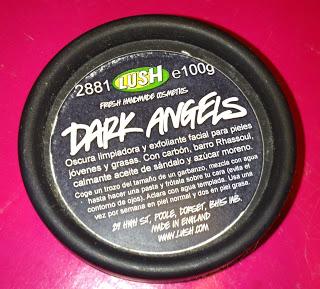 2881 LUSH e100g
FRESH HANDMADE COSMETICS
DARK ANGELS
Oscura limpiadora y exfoliante facial para pieles
jóvenes y grasas. Con carbón, barro Rhassoul,
calmante aceite de sándalo y azúcar moreno.
Coge un trozo del tamaño de un garbanzo, mezcla con agua
hasta hacer una pasta y frótala sobre tu cara (evita el
contorno de ojos). Aclara con agua templada. Usa una
vez por semana en piel normal y dos en piel grasa.
29 HIGH ST, POOLE, DORSET, BH15 1AB.
MADE IN ENGLAND
WWW.LUSH.COM